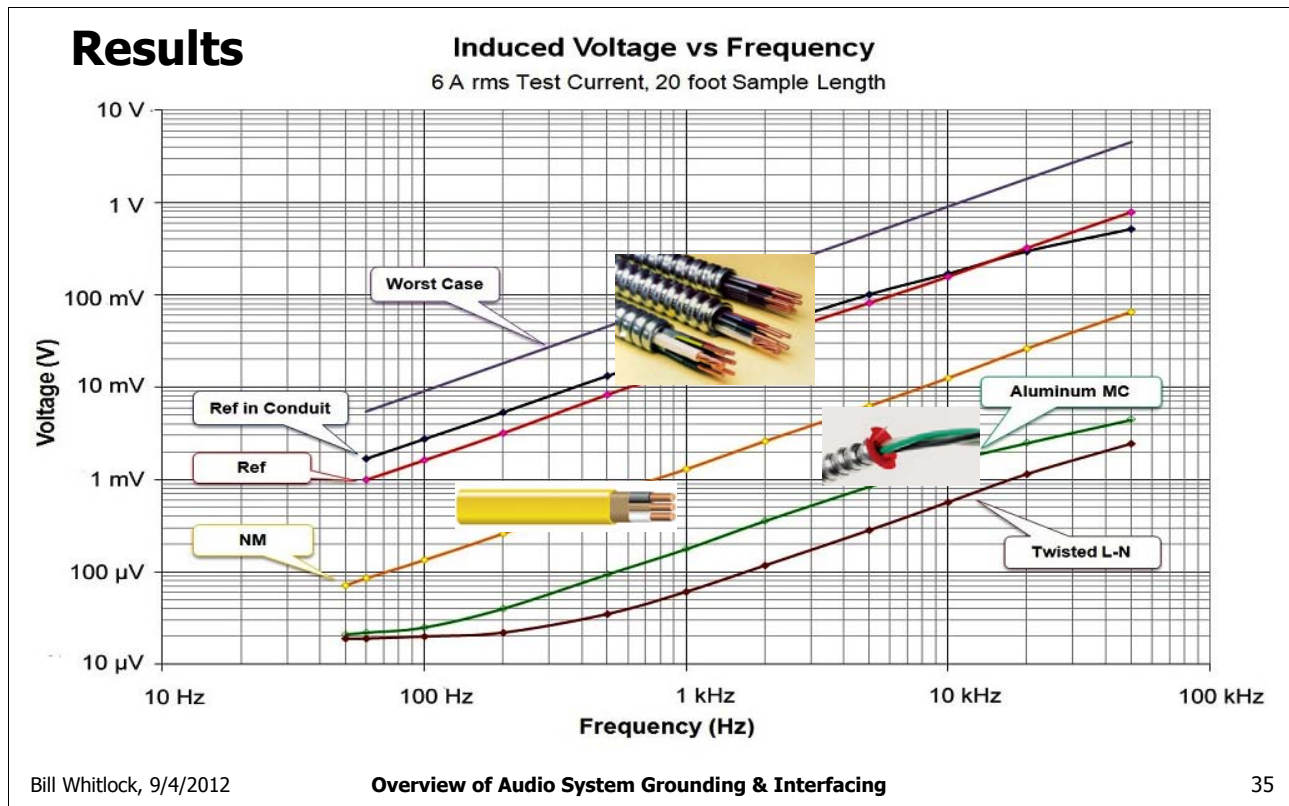 Results
Induced Voltage vs Frequency
6 A rms Test Current, 20 foot Sample Length
10 V
1 V
100 mV
10 mV
1 mV
100 µV
10 µV
Voltage (V)
Worst Case
Ref in Conduit
Ref
NM
Aluminum MC
Twisted L-N
10 Hz
100 Hz
1 kHz
10 kHz
100 kHz
Frequency (Hz)
Bill Whitlock, 9/4/2012
Overview of Audio System Grounding & Interfacing
35